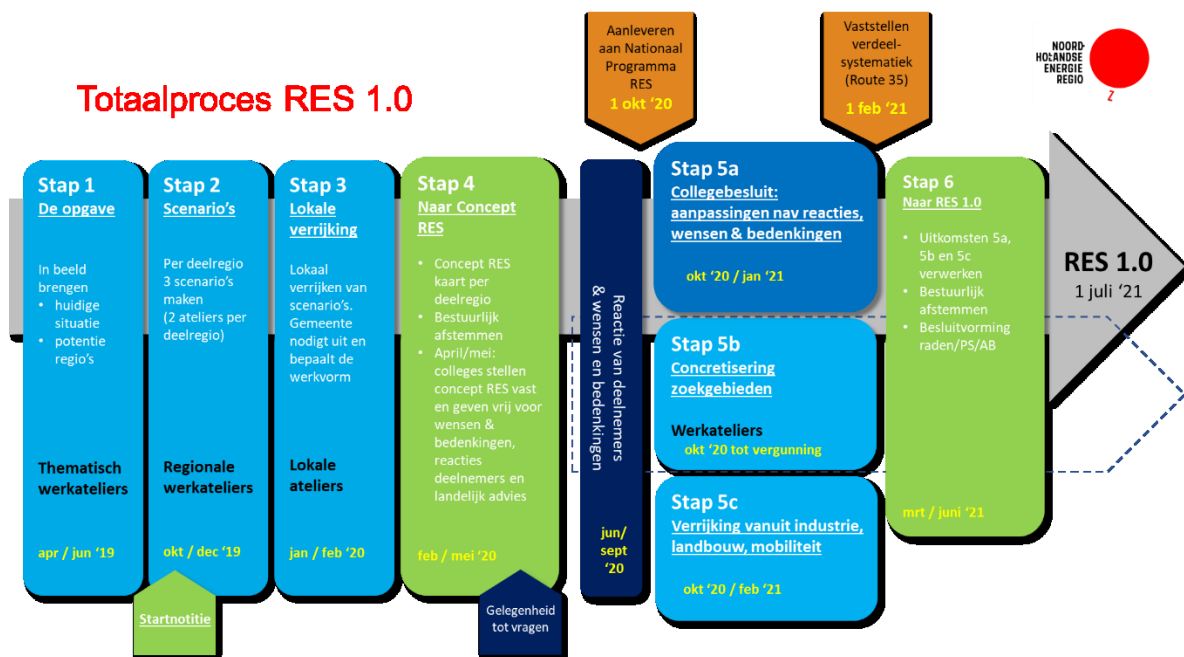 Totaalproces RES 1.0
Aanleveren
aan Nationaal
Programma
RES
1 okt ‘20
Vaststellen
verdeel-
systematiek
(Route 35)
1 feb ‘21
NOORD
HOLLANDSE
ENERGIE
REGIO
Z
Stap 1
De opgave
In beeld
brengen
• huidige
situatie
• potentie
regio’s
Thematisch
werkateliers
apr / jun ‘19
Stap 2
Scenario’s
Per deelregio
3 scenario’s
maken
(2 ateliers per
deelregio)
Regionale
werkateliers
okt / dec ‘19
Startnotitie
Stap 3
Lokale
verrijking
Lokaal
verrijken van
scenario’s.
Gemeente
nodigt uit en
bepaalt de
werkvorm
Lokale
ateliers
jan / feb ‘20
Stap 4
Naar Concept
RES
• Concept RES
kaart per
deelregio
• Bestuurlijk
afstemmen
• April/mei:
colleges stellen
concept RES vast
en geven vrij voor
wensen &
bedenkingen,
reacties
deelnemers en
landelijk advies
feb / mei ‘20
Gelegenheid
tot vragen
Reactie van deelnemers
& wensen en bedenkingen
jun/
sept
‘20
Stap 5a
Collegebesluit:
aanpassingen nav reacties,
wensen & bedenkingen
okt ‘20 / jan ‘21
Stap 5b
Concretisering
zoekgebieden
Werkateliers
okt ‘20 tot vergunning
Stap 5c
Verrijking vanuit industrie,
landbouw, mobiliteit
okt ‘20 / feb ‘21
Stap 6
Naar RES 1.0
• Uitkomsten 5a,
5b en 5c
verwerken
• Bestuurlijk
afstemmen
• Besluitvorming
raden/PS/AB
mrt / juni ‘21
RES 1.0
1 juli ‘21